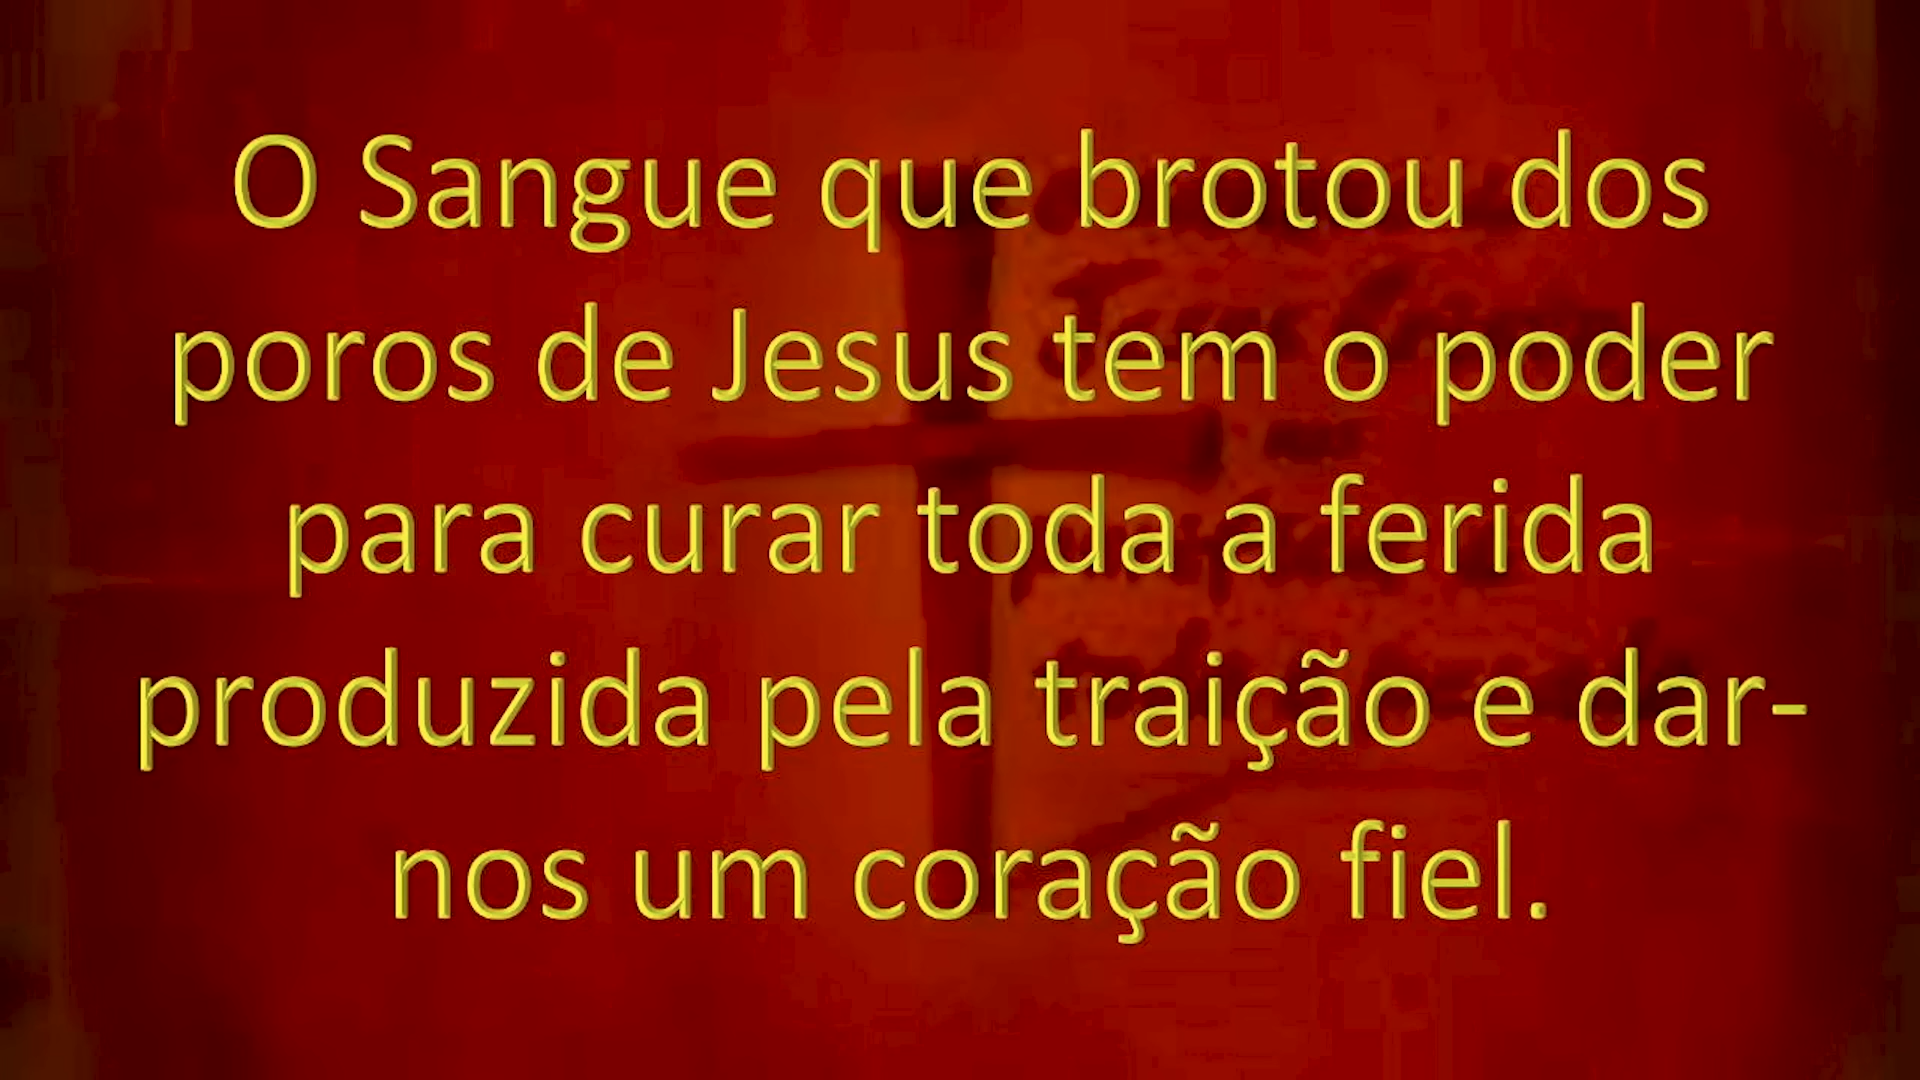 O Sangue que brotou dos
poros de Jesus tem o poder
para curar toda a ferida
produzida pela traição e dar-
nos um coração fiel.